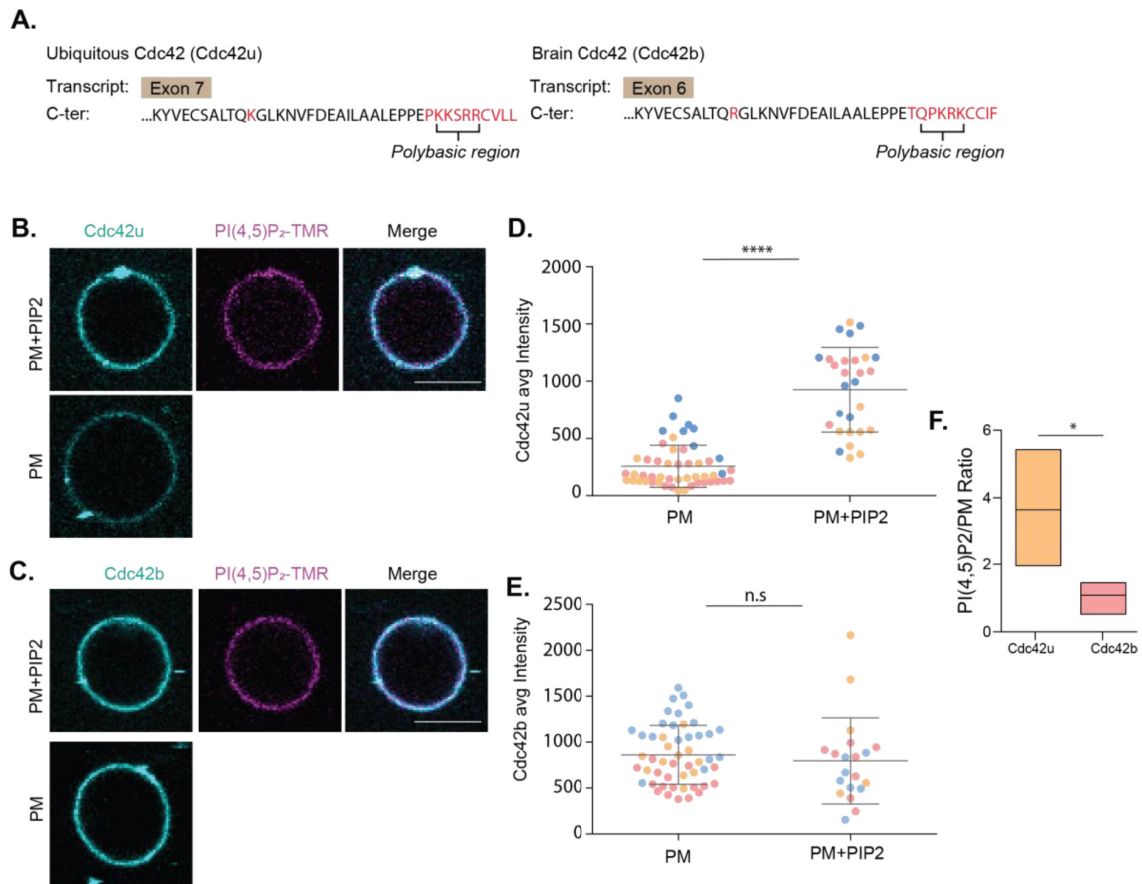 A.
Ubiquitous Cdc42 (Cdc42u)
Transcript: Exon 7
C-ter: ...KYVECSALTQKGLKNVFDEAILAALEPPEPKKSRRCVLL
Polybasic region
Brain Cdc42 (Cdc42b)
Transcript: Exon 6
C-ter: ...KYVECSALTQRGLKNVFDEAILAALEPPETQPKRKCCIF
Polybasic region
B.
Cdc42u PI(4,5)P₂-TMR Merge
PM+PIP2
PM
C.
Cdc42b PI(4,5)P₂-TMR Merge
PM+PIP2
PM
D.
****
Cdc42u avg Intensity
2000
1500
1000
500
0
PM PM+PIP2
E.
n.s
Cdc42b avg Intensity
2500
2000
1500
1000
500
0
PM PM+PIP2
F.
*
PI(4,5)P2/PM Ratio
6
4
2
0
Cdc42u Cdc42b